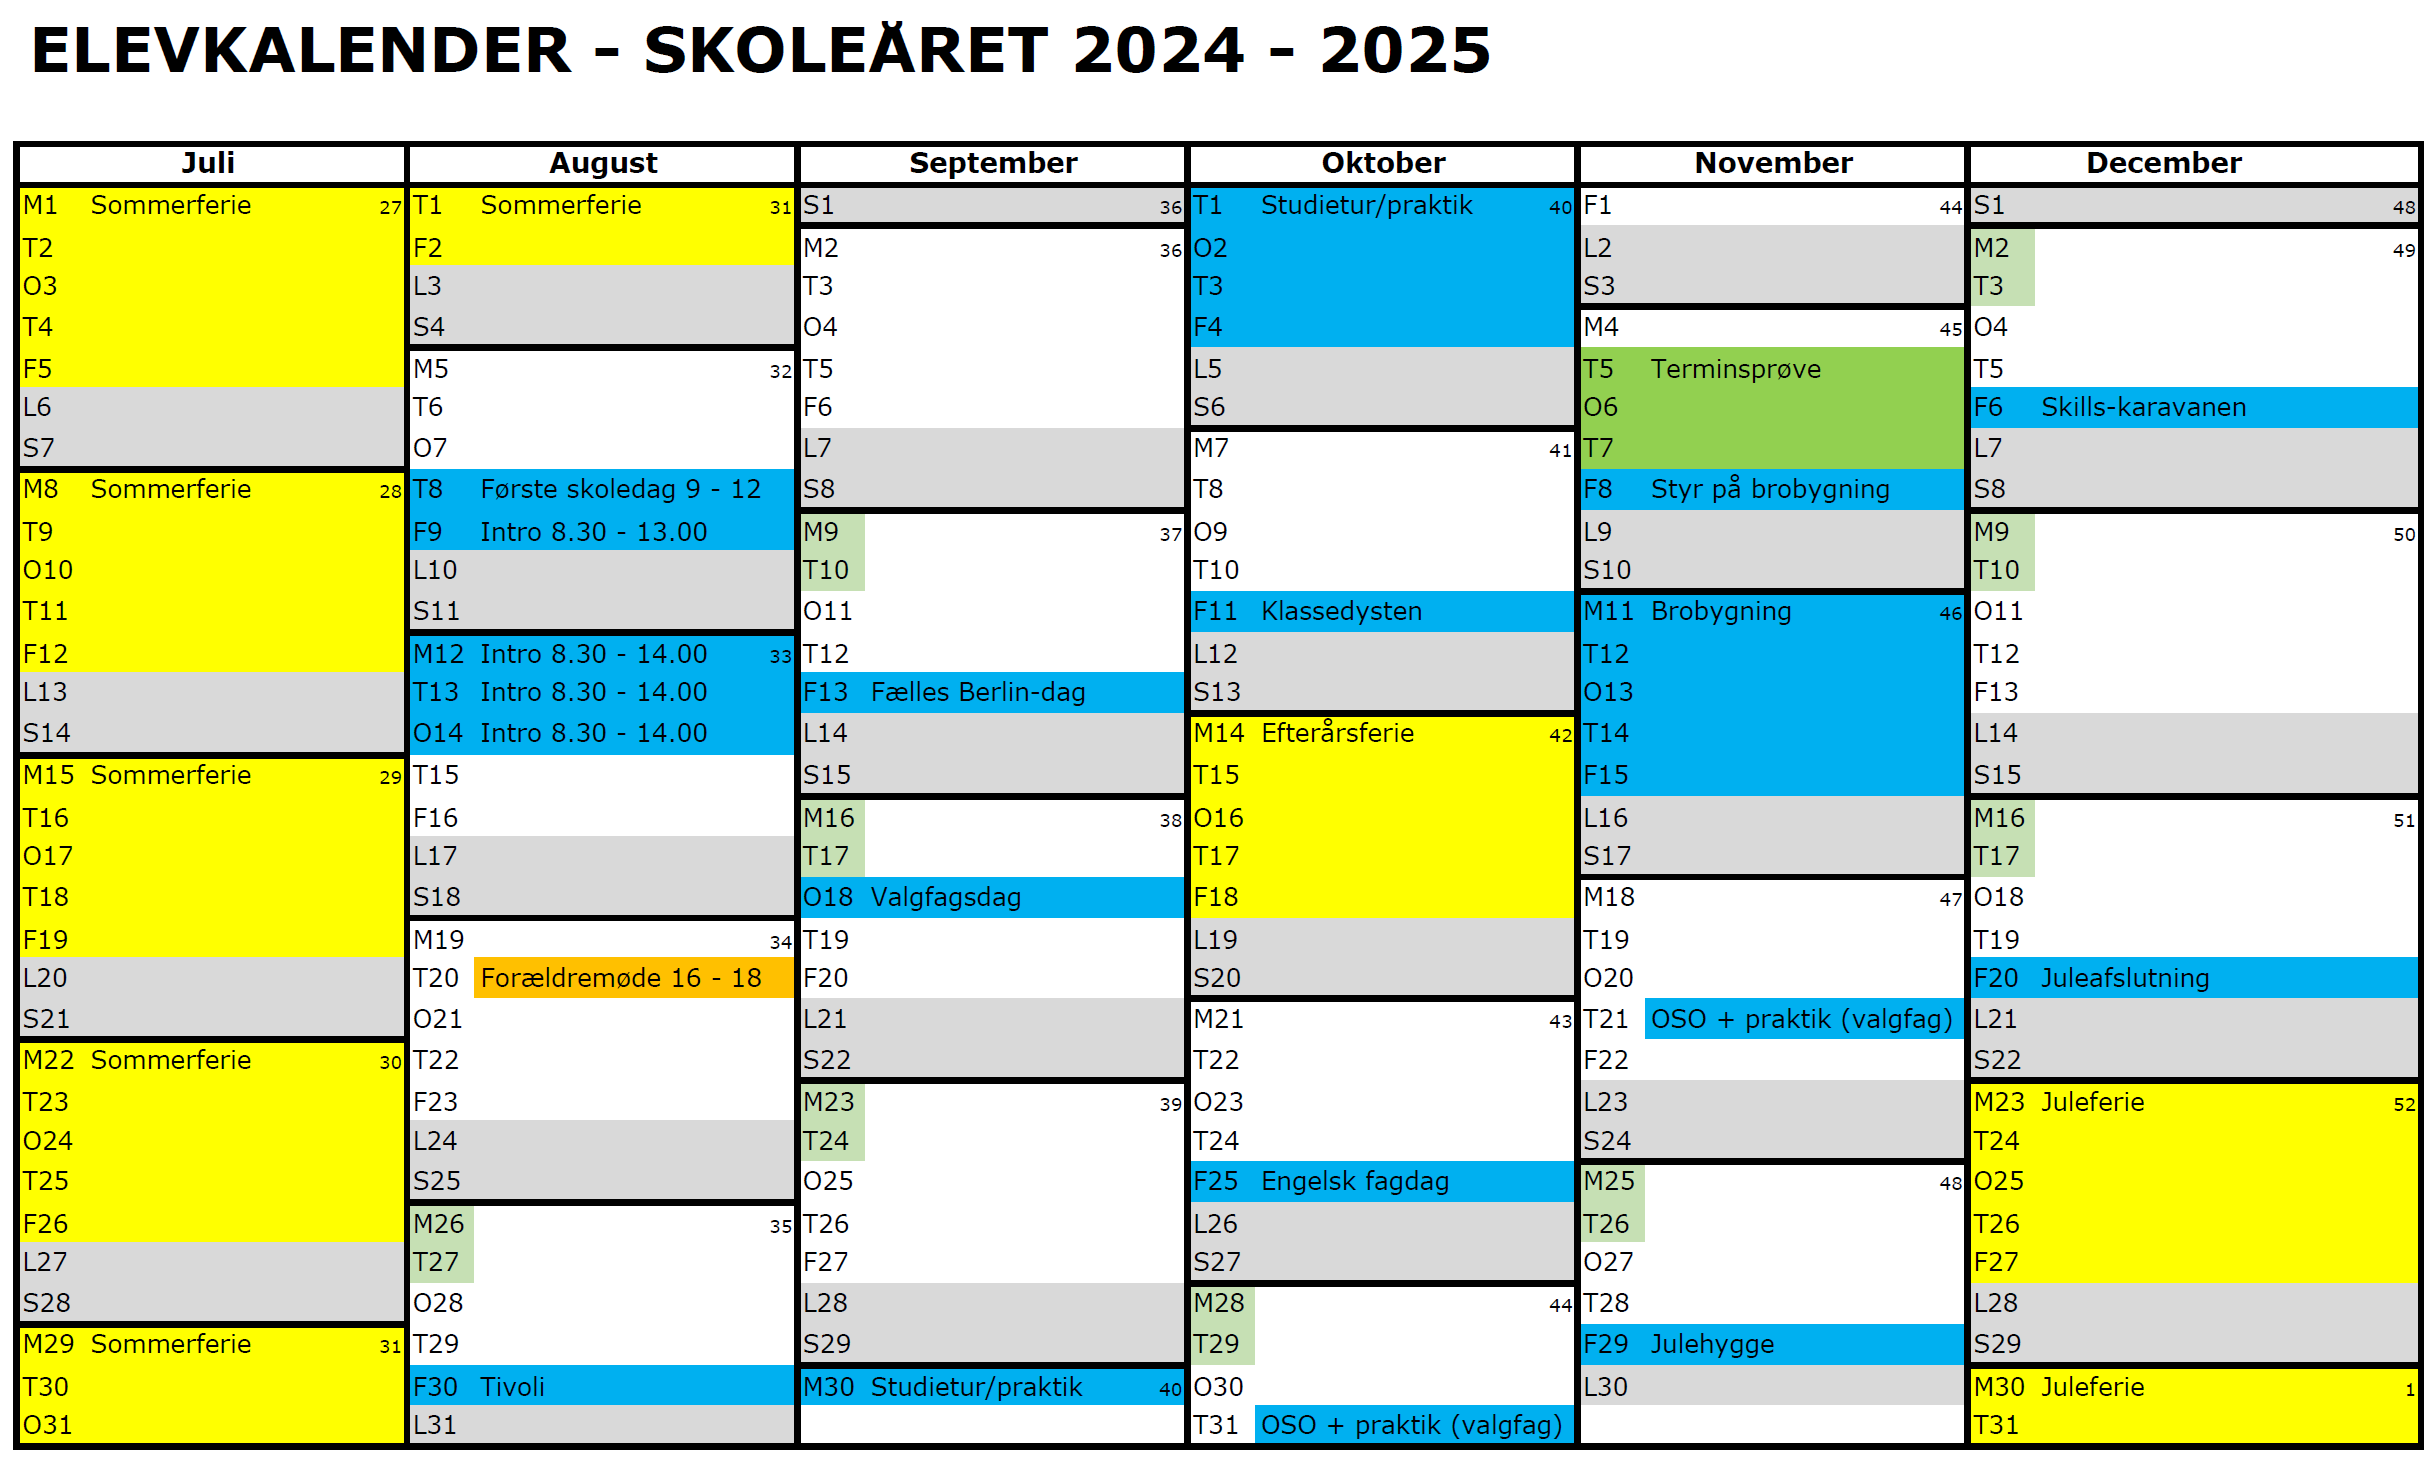 ELEVKALENDER – SKOLEÅRET 2024 – 2025
Juli August September Oktober November December
M1 Sommerferie 27 T1 Sommerferie 31 S1 36 T1 Studietur/praktik 40 F1 44 S1 48
T2 F2 M2 36 O2 L2 M2 49
O3 L3 T3 T3 S3 T3
T4 S4 O4 F4 M4 45 O4
F5 M5 32 T5 L5 T5 Terminsprøve T5
L6 T6 F6 S6 O6 F6 Skills-karavanen
S7 O7 L7 M7 41 T7 L7
M8 Sommerferie 28 T8 Første skoledag 9 - 12 S8 T8 F8 Styr på brobygning S8
T9 F9 Intro 8.30 - 13.00 M9 37 O9 L9 M9 50
O10 L10 T10 T10 S10 T10
T11 S11 O11 F11 Klassedysten M11 Brobygning 46 O11
F12 M12 Intro 8.30 - 14.00 33 T12 L12 T12 T12
L13 T13 Intro 8.30 - 14.00 F13 Fælles Berlin-dag S13 O13 F13
S14 O14 Intro 8.30 - 14.00 L14 M14 Efterårsferie 42 T14 L14
M15 Sommerferie 29 T15 S15 T15 F15 S15
T16 F16 M16 38 O16 L16 M16 51
O17 L17 T17 T17 S17 T17
T18 S18 O18 Valgfagsdag F18 M18 47 O18
F19 M19 34 T19 L19 T19 T19
L20 T20 Forældremøde 16 - 18 F20 S20 O20 F20 Juleafslutning
S21 O21 L21 M21 43 T21 OSO + praktik (valgfag) L21
M22 Sommerferie 30 T22 S22 T22 F22 S22
T23 F23 M23 39 O23 L23 M23 Juleferie 52
O24 L24 T24 T24 S24 T24
T25 S25 O25 F25 Engelsk fagdag M25 48 O25
F26 M26 35 T26 L26 T26 T26
L27 T27 F27 S27 O27 F27
S28 O28 L28 M28 44 T28 L28
M29 Sommerferie 31 T29 S29 T29 F29 Julehygge S29
T30 F30 Tivoli M30 Studietur/praktik 40 O30 L30 M30 Juleferie 1
O31 L31 T31 OSO + praktik (valgfag) T31